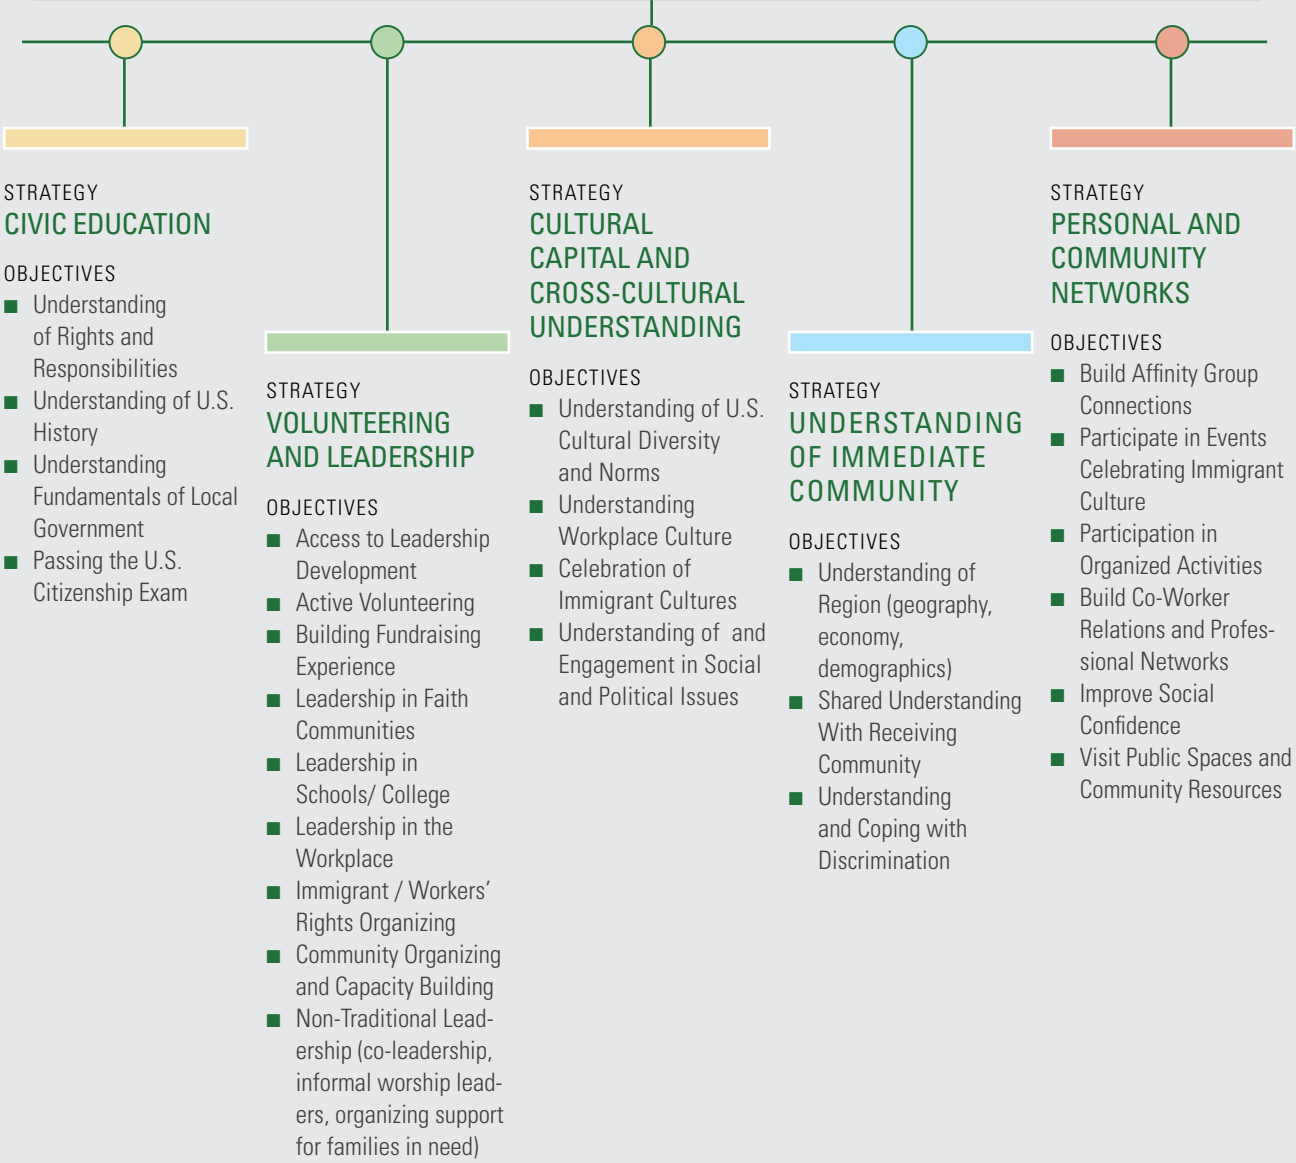 STRATEGY
CIVIC EDUCATION
OBJECTIVES
■ Understanding
of Rights and
Responsibilities
■ Understanding of U.S.
History
■ Understanding
Fundamentals of Local
Government
■ Passing the U.S.
Citizenship Exam
STRATEGY
VOLUNTEERING
AND LEADERSHIP
OBJECTIVES
■ Access to Leadership
Development
■ Active Volunteering
■ Building Fundraising
Experience
■ Leadership in Faith
Communities
■ Leadership in
Schools/ College
■ Leadership in the
Workplace
■ Immigrant / Workers’
Rights Organizing
■ Community Organizing
and Capacity Building
■ Non-Traditional Lead-
ership (co-leadership,
informal worship lead-
ers, organizing support
for families in need)
STRATEGY
CULTURAL
CAPITAL AND
CROSS-CULTURAL
UNDERSTANDING
OBJECTIVES
■ Understanding of U.S.
Cultural Diversity
and Norms
■ Understanding
Workplace Culture
■ Celebration of
Immigrant Cultures
■ Understanding of  and
Engagement in Social
and Political Issues
STRATEGY
UNDERSTANDING
OF IMMEDIATE
COMMUNITY
OBJECTIVES
■ Understanding of
Region (geography,
economy,
demographics)
■ Shared Understanding
With Receiving
Community
■ Understanding
and Coping with
Discrimination
STRATEGY
PERSONAL AND
COMMUNITY
NETWORKS
OBJECTIVES
■ Build Affinity Group
Connections
■ Participate in Events
Celebrating Immigrant
Culture
■ Participation in
Organized Activities
■ Build Co-Worker
Relations and Profes-
sional Networks
■ Improve Social
Confidence
■ Visit Public Spaces and
Community Resources